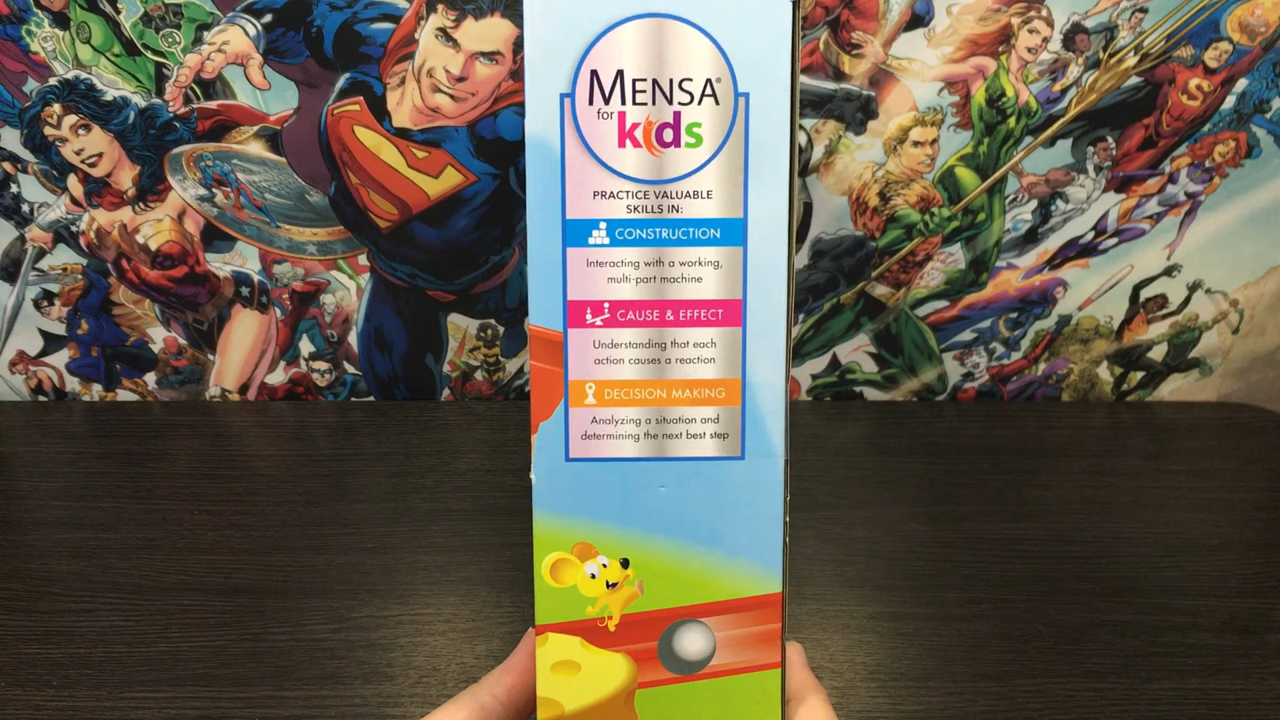 MENSA®
for kids
PRACTICE VALUABLE
SKILLS IN:
CONSTRUCTION
Interacting with a working,
multi-part machine
CAUSE & EFFECT
Understanding that each
action causes a reaction
DECISION MAKING
Analyzing a situation and
determining the next best step